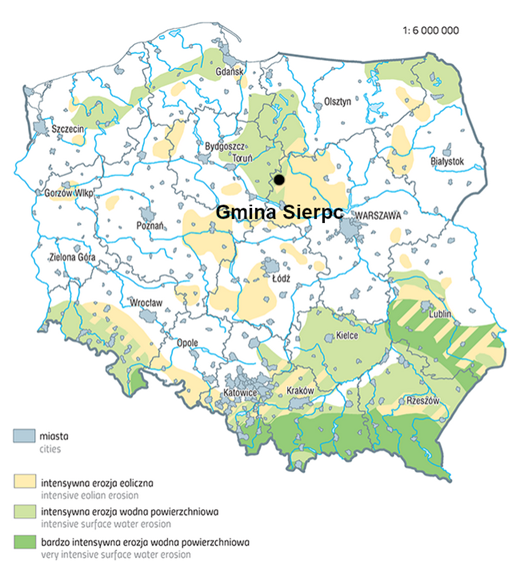 1: 6 000 000
Gdańsk
Olsztyn
Szczecin
Bydgoszcz
Toruń
Białystok
Gorzów Wlkp.
Gmina Sierpc
Poznań
WARSZAWA
Zielona Góra
Łódź
Wrocław
Lublin
Opole
Kielce
Katowice
Kraków
Rzeszów
miasta
cities
intensywna erozja eoliczna
intensive eolian erosion
intensywna erozja wodna powierzchniowa
intensive surface water erosion
bardzo intensywna erozja wodna powierzchniowa
very intensive surface water erosion